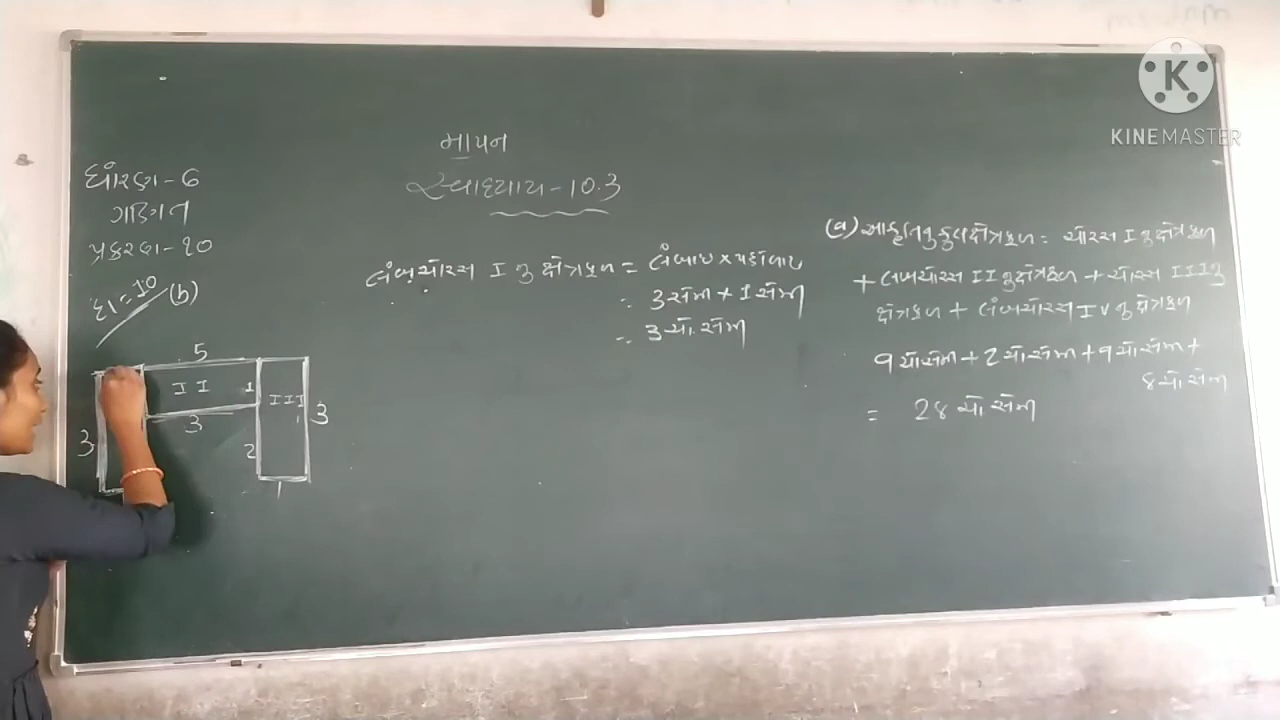 માપન
સ્વાધ્યાય-10.3
ધોરણ-6
ગણિત
પ્રકરણ-૧૦
દા=10 (b)
લંબચોરસ I નુ ક્ષેત્રફળ = લંબાઇ × પહોળાઇ
= 3 સેમ + 1 સેમ
= 3 ચો. સેમ
(a) આકૃતિનુ કુલ ક્ષેત્રફળ = ચોરસ I નુ ક્ષેત્રફળ
+ લંબચોરસ II નુ ક્ષેત્રફળ + ચોરસ III નુ
ક્ષેત્રફળ + લંબચોરસ IV નુ ક્ષેત્રફળ
9 ચોસેમ + 2 ચો સેમ + 9 ચોસેમ +
8 ચો સેમ
= 28 ચો સેમ
5
II 1 III
3 3 3
2
1
KINEMASTER